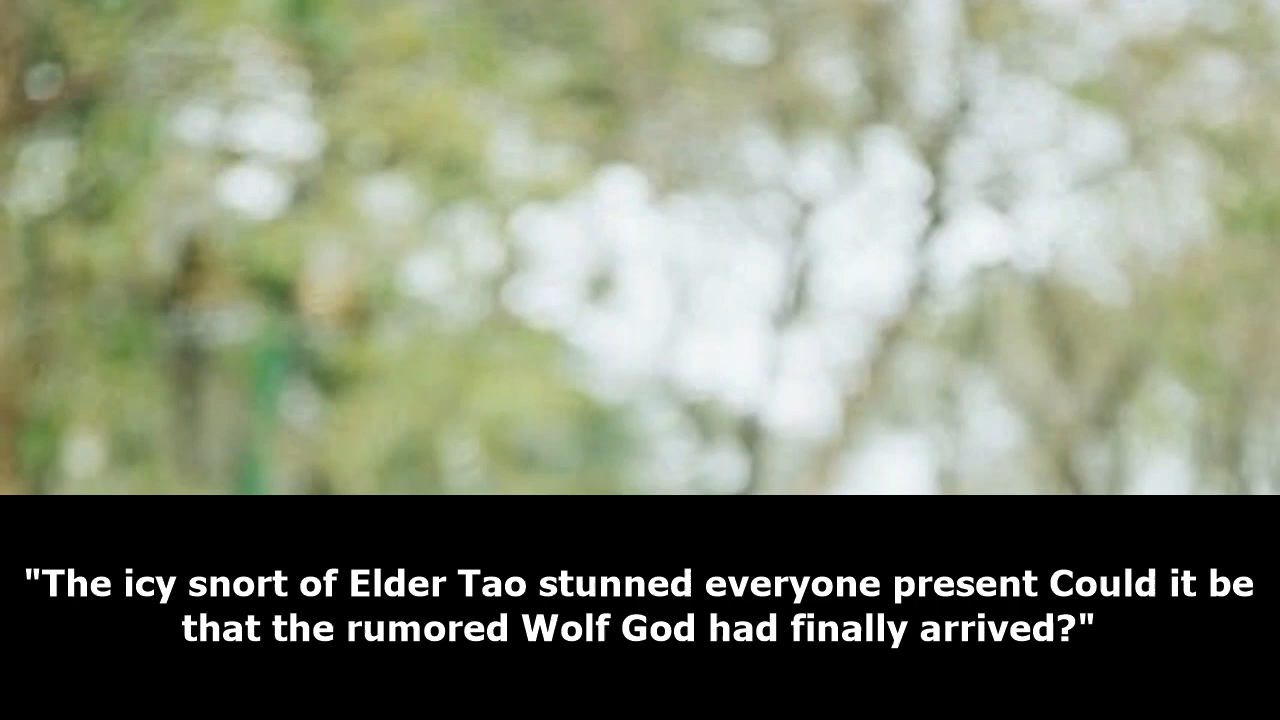 "The icy snort of Elder Tao stunned everyone present Could it be
that the rumored Wolf God had finally arrived?"